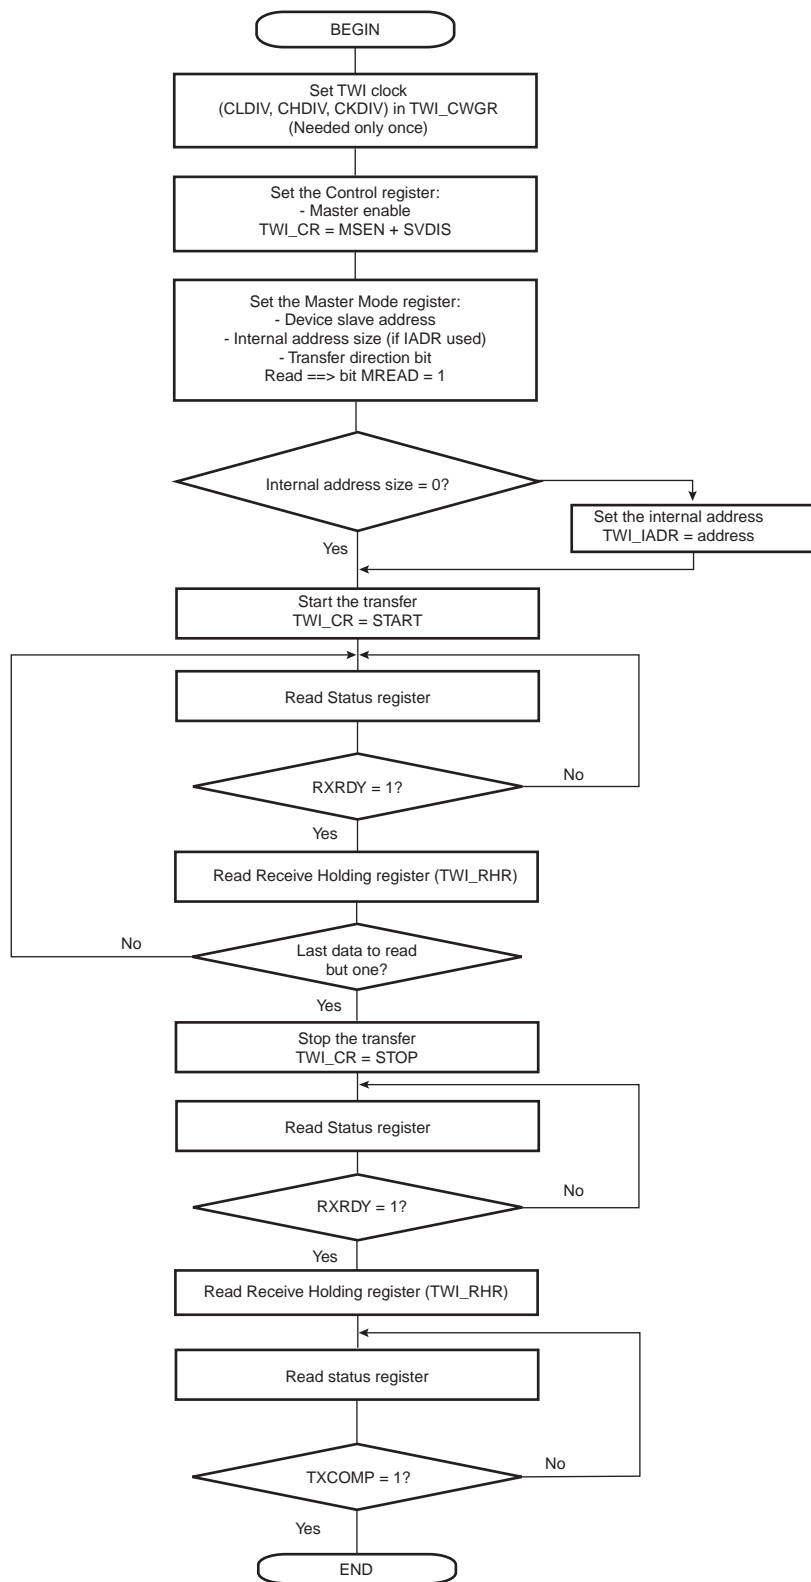 BEGIN
Set TWI clock
(CLDIV, CHDIV, CKDIV) in TWI_CWGR
(Needed only once)
Set the Control register:
- Master enable
TWI_CR = MSEN + SVDIS
Set the Master Mode register:
- Device slave address
- Internal address size (if IADR used)
- Transfer direction bit
Read ==> bit MREAD = 1
Internal address size = 0?
Set the internal address
TWI_IADR = address
Yes
Start the transfer
TWI_CR = START
Read Status register
RXRDY = 1?
No
Yes
Read Receive Holding register (TWI_RHR)
No
Last data to read
but one?
Yes
Stop the transfer
TWI_CR = STOP
Read Status register
RXRDY = 1?
No
Yes
Read Receive Holding register (TWI_RHR)
Read status register
TXCOMP = 1?
No
Yes
END